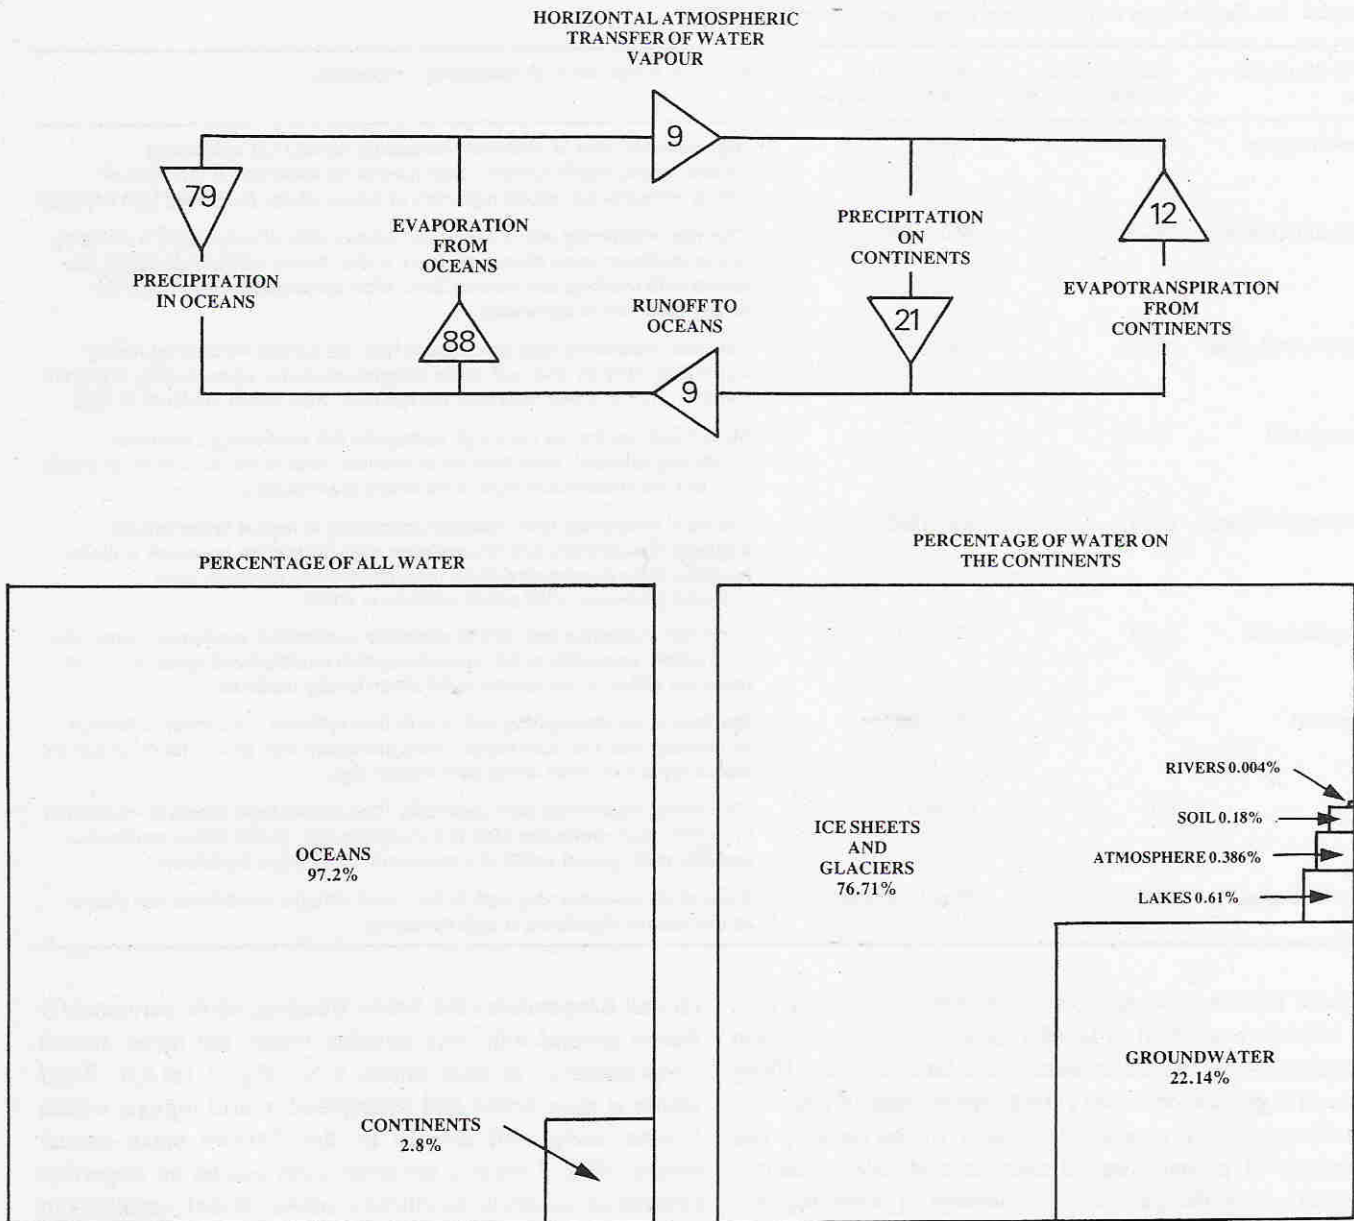 HORIZONTAL ATMOSPHERIC
TRANSFER OF WATER
VAPOUR
9
79
PRECIPITATION
IN OCEANS
EVAPORATION
FROM
OCEANS
88
RUNOFF TO
OCEANS
9
PRECIPITATION
ON
CONTINENTS
21
12
EVAPOTRANSPIRATION
FROM
CONTINENTS
PERCENTAGE OF ALL WATER
OCEANS
97.2%
CONTINENTS
2.8%
PERCENTAGE OF WATER ON
THE CONTINENTS
ICE SHEETS
AND
GLACIERS
76.71%
RIVERS 0.004%
SOIL 0.18%
ATMOSPHERE 0.386%
LAKES 0.61%
GROUNDWATER
22.14%